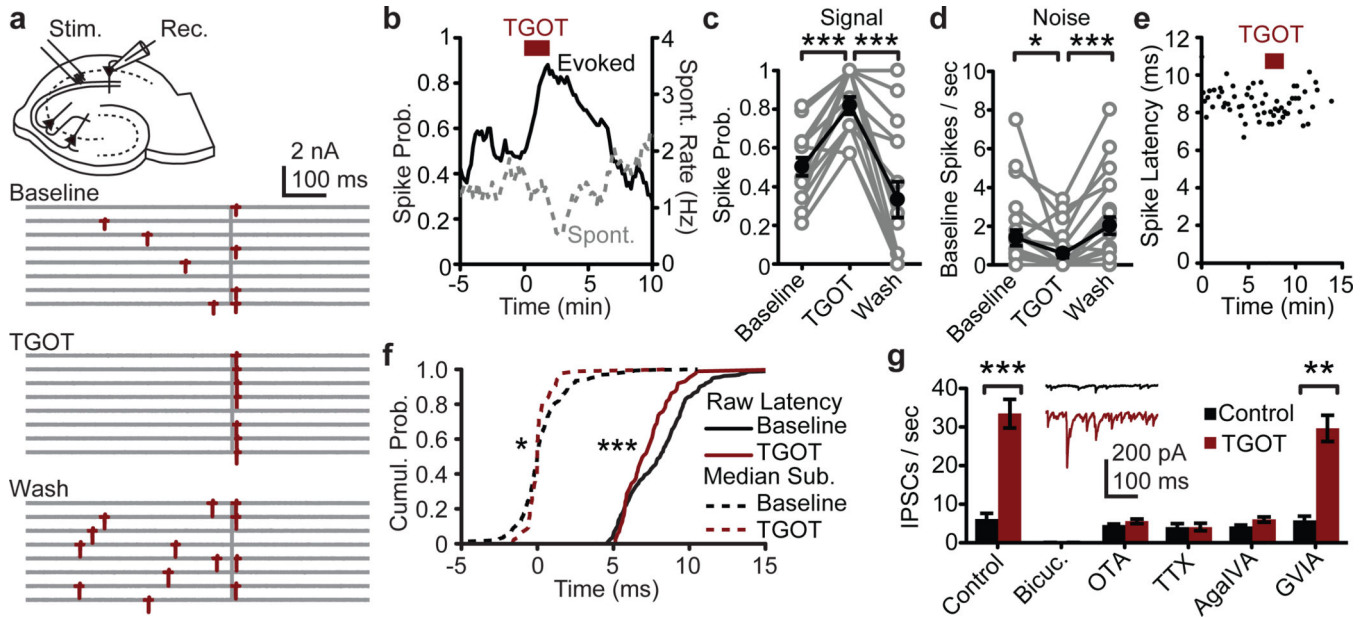 a
Stim.
Rec.
2 nA
100 ms
Baseline
TGOT
Wash
b
TGOT
Evoked
Spont.
Spike Prob.
1
0.8
0.6
0.4
0.2
0
Spont. Rate (Hz)
4
3
2
1
0
-5
0
5
10
Time (min)
c
Signal
*** ***
Spike Prob.
1
0.8
0.6
0.4
0.2
0
Baseline
TGOT
Wash
d
Noise
* ***
Baseline Spikes / sec
10
8
6
4
2
0
Baseline
TGOT
Wash
e
TGOT
Spike Latency (ms)
12
10
8
6
4
2
0
0
5
10
15
Time (min)
f
Cumul. Prob.
1.0
0.8
0.6
0.4
0.2
0
* ***
Raw Latency
Baseline
TGOT
Median Sub.
Baseline
TGOT
-5
0
5
10
15
Time (ms)
g
IPSCs / sec
40
30
20
10
0
***
**
Control
TGOT
200 pA
100 ms
Control
Bicuc.
OTA
TTX
AgaIVA
GVIA